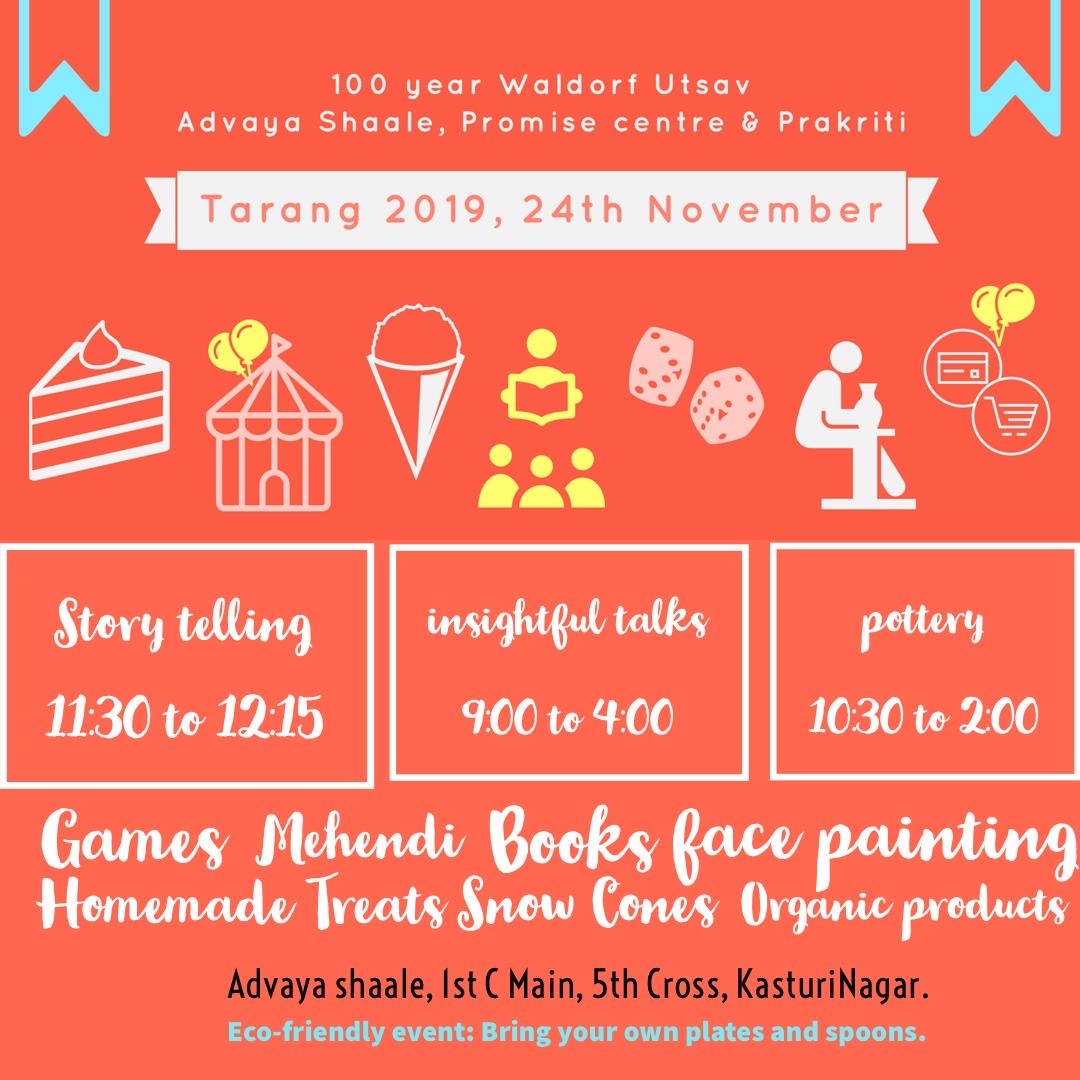 100 year Waldorf Utsav
Advaya Shaale, Promise centre & Prakriti
Tarang 2019, 24th November
Story telling
11:30 to 12:15
insightful talks
9:00 to 4:00
pottery
10:30 to 2:00
Games Mehendi Books face painting
Homemade Treats Snow Cones Organic products
Advaya shaale, 1st C Main, 5th Cross, KasturiNagar.
Eco-friendly event: Bring your own plates and spoons.